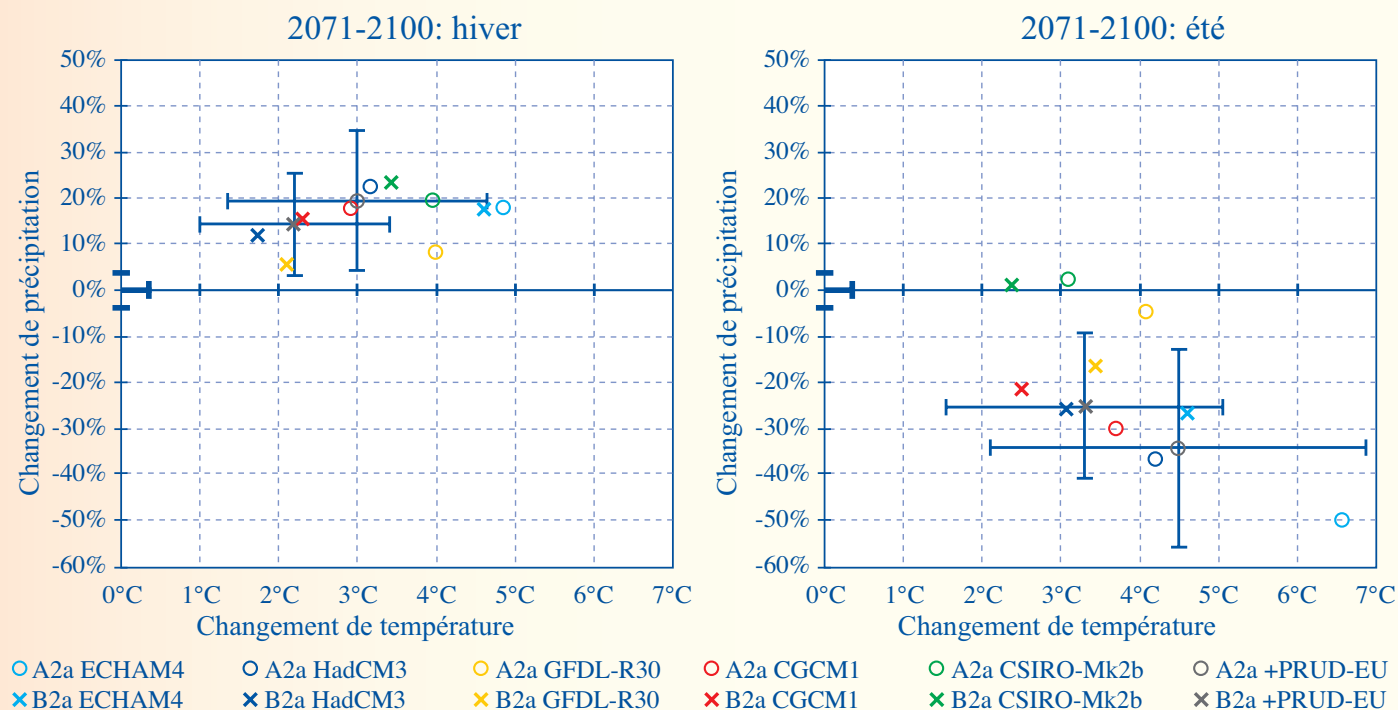 2071-2100: hiver
50%
40%
30%
20%
10%
0%
-10%
-20%
-30%
-40%
-50%
-60%
Changement de précipitation
0°C 1°C 2°C 3°C 4°C 5°C 6°C
Changement de température
2071-2100: été
50%
40%
30%
20%
10%
0%
-10%
-20%
-30%
-40%
-50%
-60%
Changement de précipitation
0°C 1°C 2°C 3°C 4°C 5°C 6°C 7°C
Changement de température
A2a ECHAM4 A2a HadCM3 A2a GFDL-R30 A2a CGCM1 A2a CSIRO-Mk2b A2a +PRUD-EU
B2a ECHAM4 B2a HadCM3 B2a GFDL-R30 B2a CGCM1 B2a CSIRO-Mk2b B2a +PRUD-EU